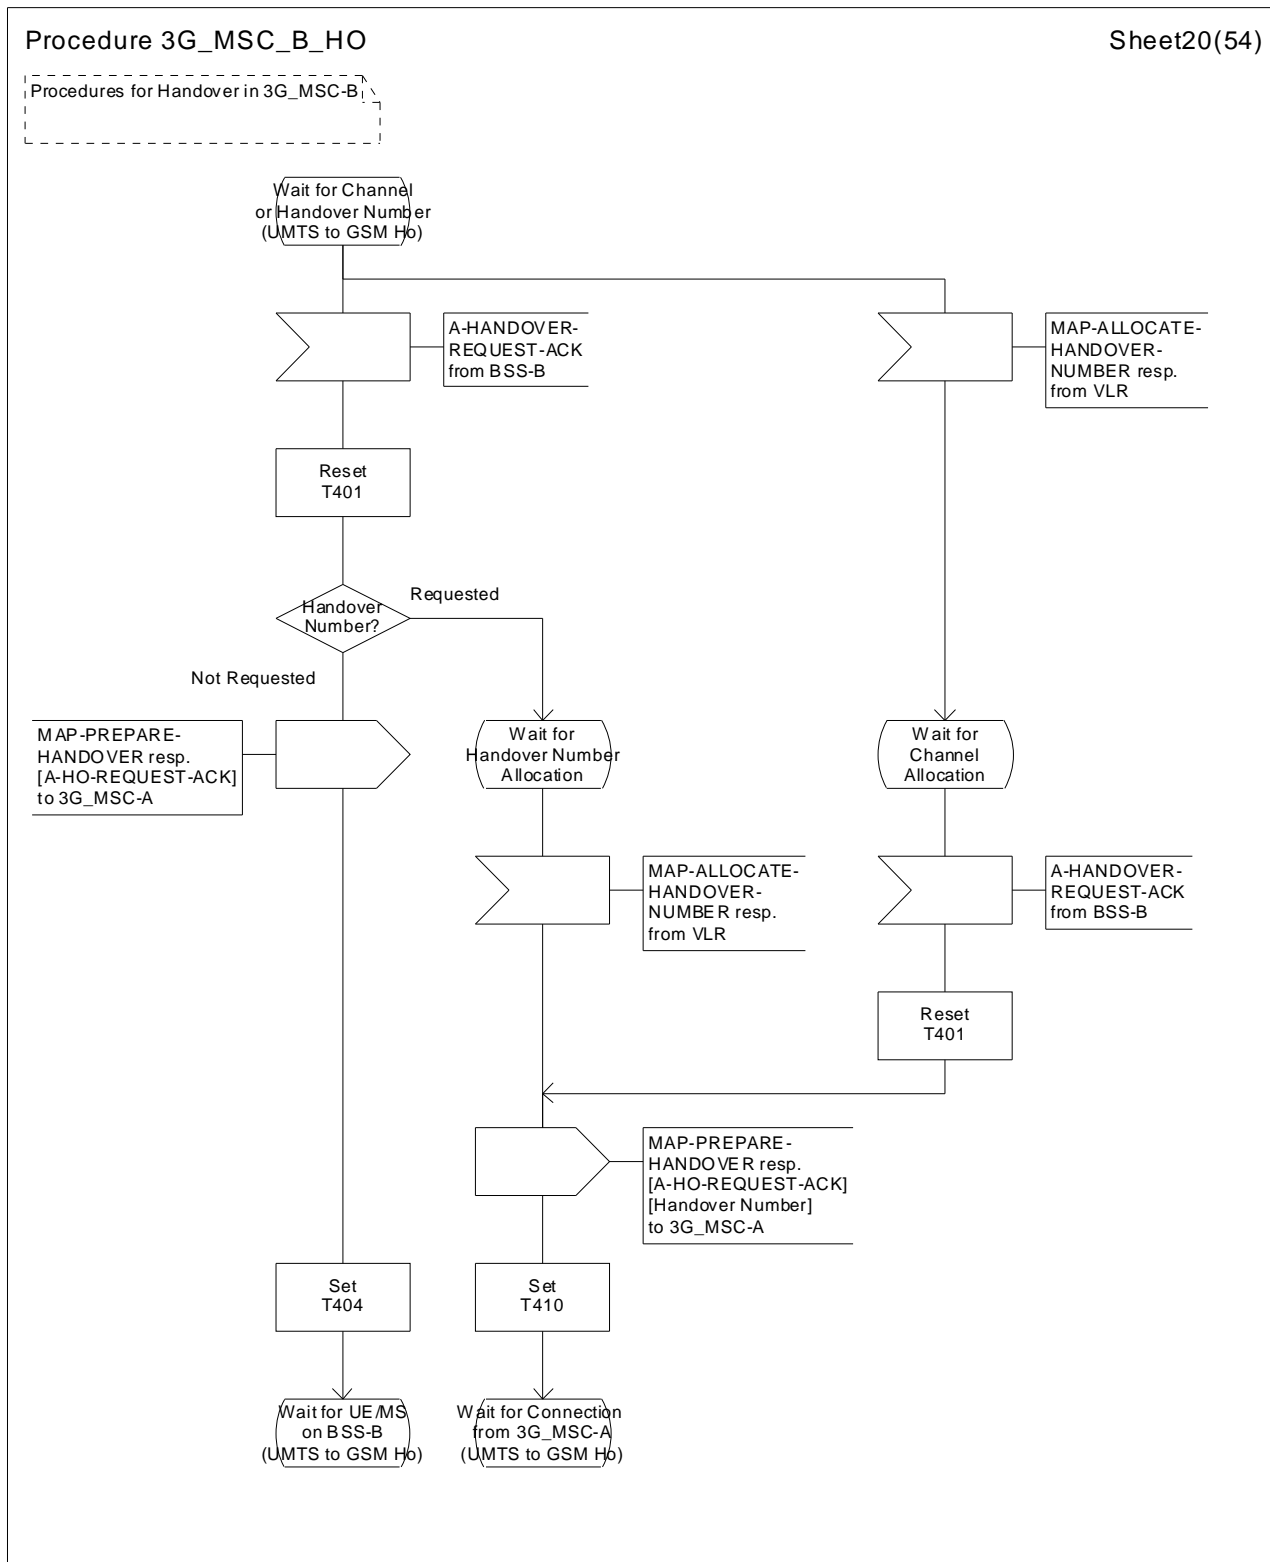 Procedure 3G_MSC_B_HO
Sheet20(54)
Procedures for Handover in 3G_MSC-B
Wait for Channel
or Handover Number
(UMTS to GSM Ho)
A-HANDOVER-
REQUEST-ACK
from BSS-B
MAP-ALLOCATE-
HANDOVER-
NUMBER resp.
from VLR
Reset
T401
Handover
Number?
Requested
Not Requested
MAP-PREPARE-
HANDOVER resp.
[A-HO-REQUEST-ACK]
to 3G_MSC-A
Wait for
Handover Number
Allocation
Wait for
Channel
Allocation
MAP-ALLOCATE-
HANDOVER-
NUMBER resp.
from VLR
A-HANDOVER-
REQUEST-ACK
from BSS-B
Reset
T401
MAP-PREPARE-
HANDOVER resp.
[A-HO-REQUEST-ACK]
[Handover Number]
to 3G_MSC-A
Set
T404
Set
T410
Wait for UE/MS
on BSS-B
(UMTS to GSM Ho)
Wait for Connection
from 3G_MSC-A
(UMTS to GSM Ho)